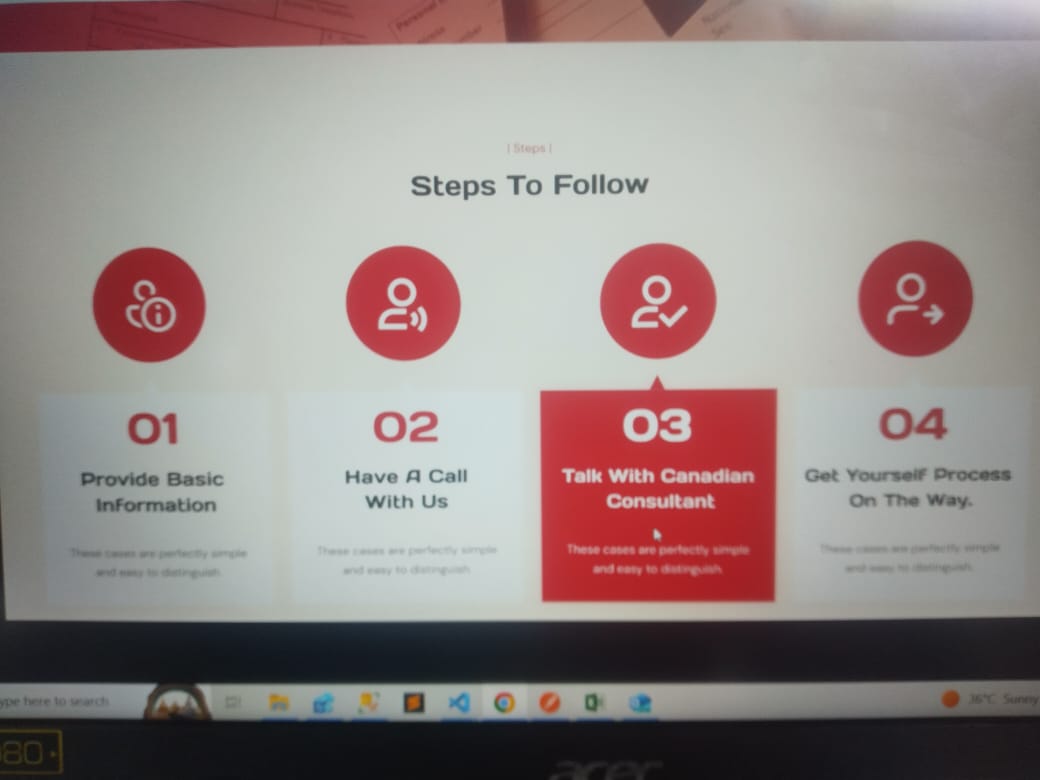 | Steps |
Steps To Follow
01
Provide Basic
Information
These cases are perfectly simple
and easy to distinguish.
02
Have A Call
With Us
These cases are perfectly simple
and easy to distinguish.
03
Talk With Canadian
Consultant
These cases are perfectly simple
and easy to distinguish.
04
Get Yourself Process
On The Way.
These cases are perfectly simple
and easy to distinguish.
ype here to search
36°C Sunny
080
acer